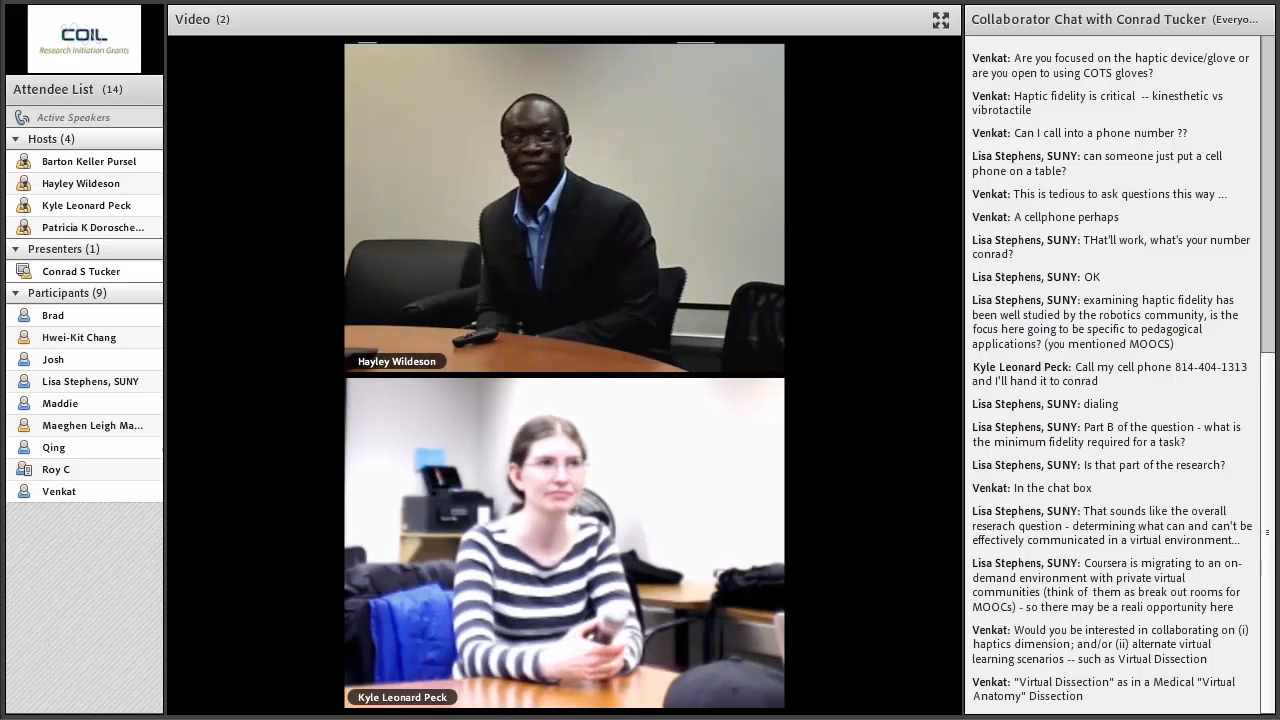 COIL
Research Initiation Grants
Attendee List (14)
Active Speakers
Hosts (4)
Barton Keller Pursel
Hayley Wildeson
Kyle Leonard Peck
Patricia K Dorosche...
Presenters (1)
Conrad S Tucker
Participants (9)
Brad
Hwei-Kit Chang
Josh
Lisa Stephens, SUNY
Maddie
Maeghen Leigh Ma...
Qing
Roy C
Venkat
Video (2)
Hayley Wildeson
Kyle Leonard Peck
Collaborator Chat with Conrad Tucker (Everyo...
Venkat: Are you focused on the haptic device/glove or
are you open to using COTS gloves?
Venkat: Haptic fidelity is critical -- kinesthetic vs
vibrotactile
Venkat: Can I call into a phone number ??
Lisa Stephens, SUNY: can someone just put a cell
phone on a table?
Venkat: This is tedious to ask questions this way ...
Venkat: A cellphone perhaps
Lisa Stephens, SUNY: THat'll work, what's your number
conrad?
Lisa Stephens, SUNY: OK
Lisa Stephens, SUNY: examining haptic fidelity has
been well studied by the robotics community, is the
focus here going to be specific to pedagogical
applications? (you mentioned MOOCS)
Kyle Leonard Peck: Call my cell phone 814-404-1313
and I'll hand it to conrad
Lisa Stephens, SUNY: dialing
Lisa Stephens, SUNY: Part B of the question - what is
the minimum fidelity required for a task?
Lisa Stephens, SUNY: Is that part of the research?
Venkat: In the chat box
Lisa Stephens, SUNY: That sounds like the overall
reserach question - determining what can and can't be
effectively communicated in a virtual environment...
Lisa Stephens, SUNY: Coursera is migrating to an on-
demand environment with private virtual
communities (think of them as break out rooms for
MOOCs) - so there may be a reali opportunity here
Venkat: Would you be interested in collaborating on (i)
haptics dimension; and/or (ii) alternate virtual
learning scenarios -- such as Virtual Dissection
Venkat: "Virtual Dissection" as in a Medical "Virtual
Anatomy" Dissection